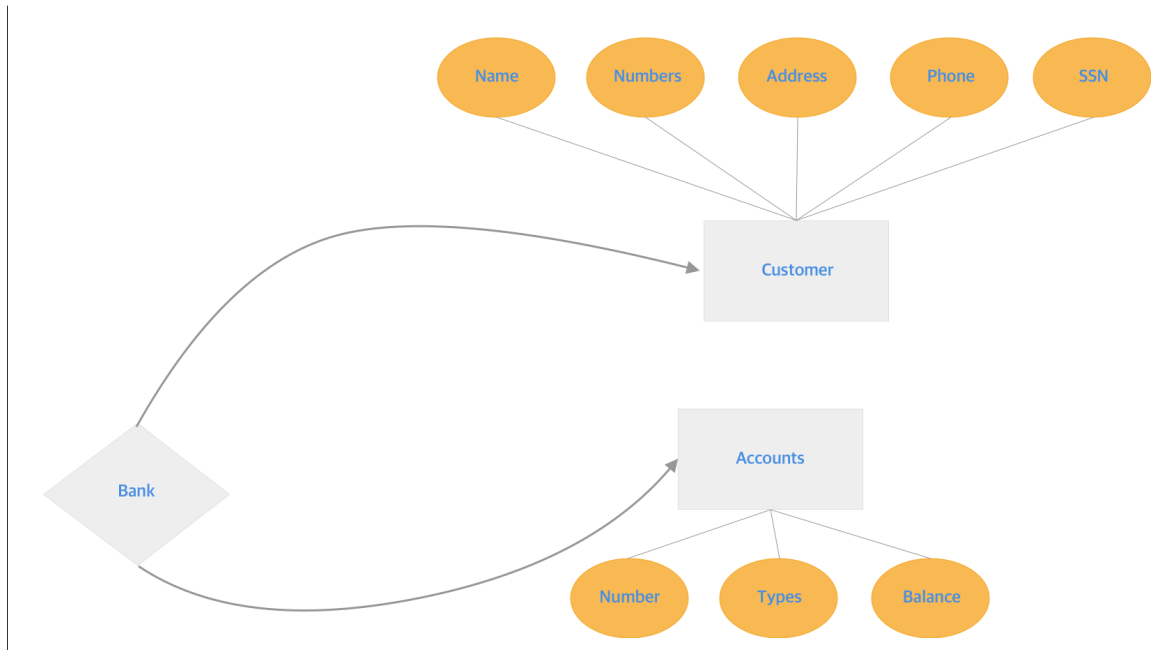 Name
Numbers
Address
Phone
SSN
Customer
Accounts
Bank
Number
Types
Balance